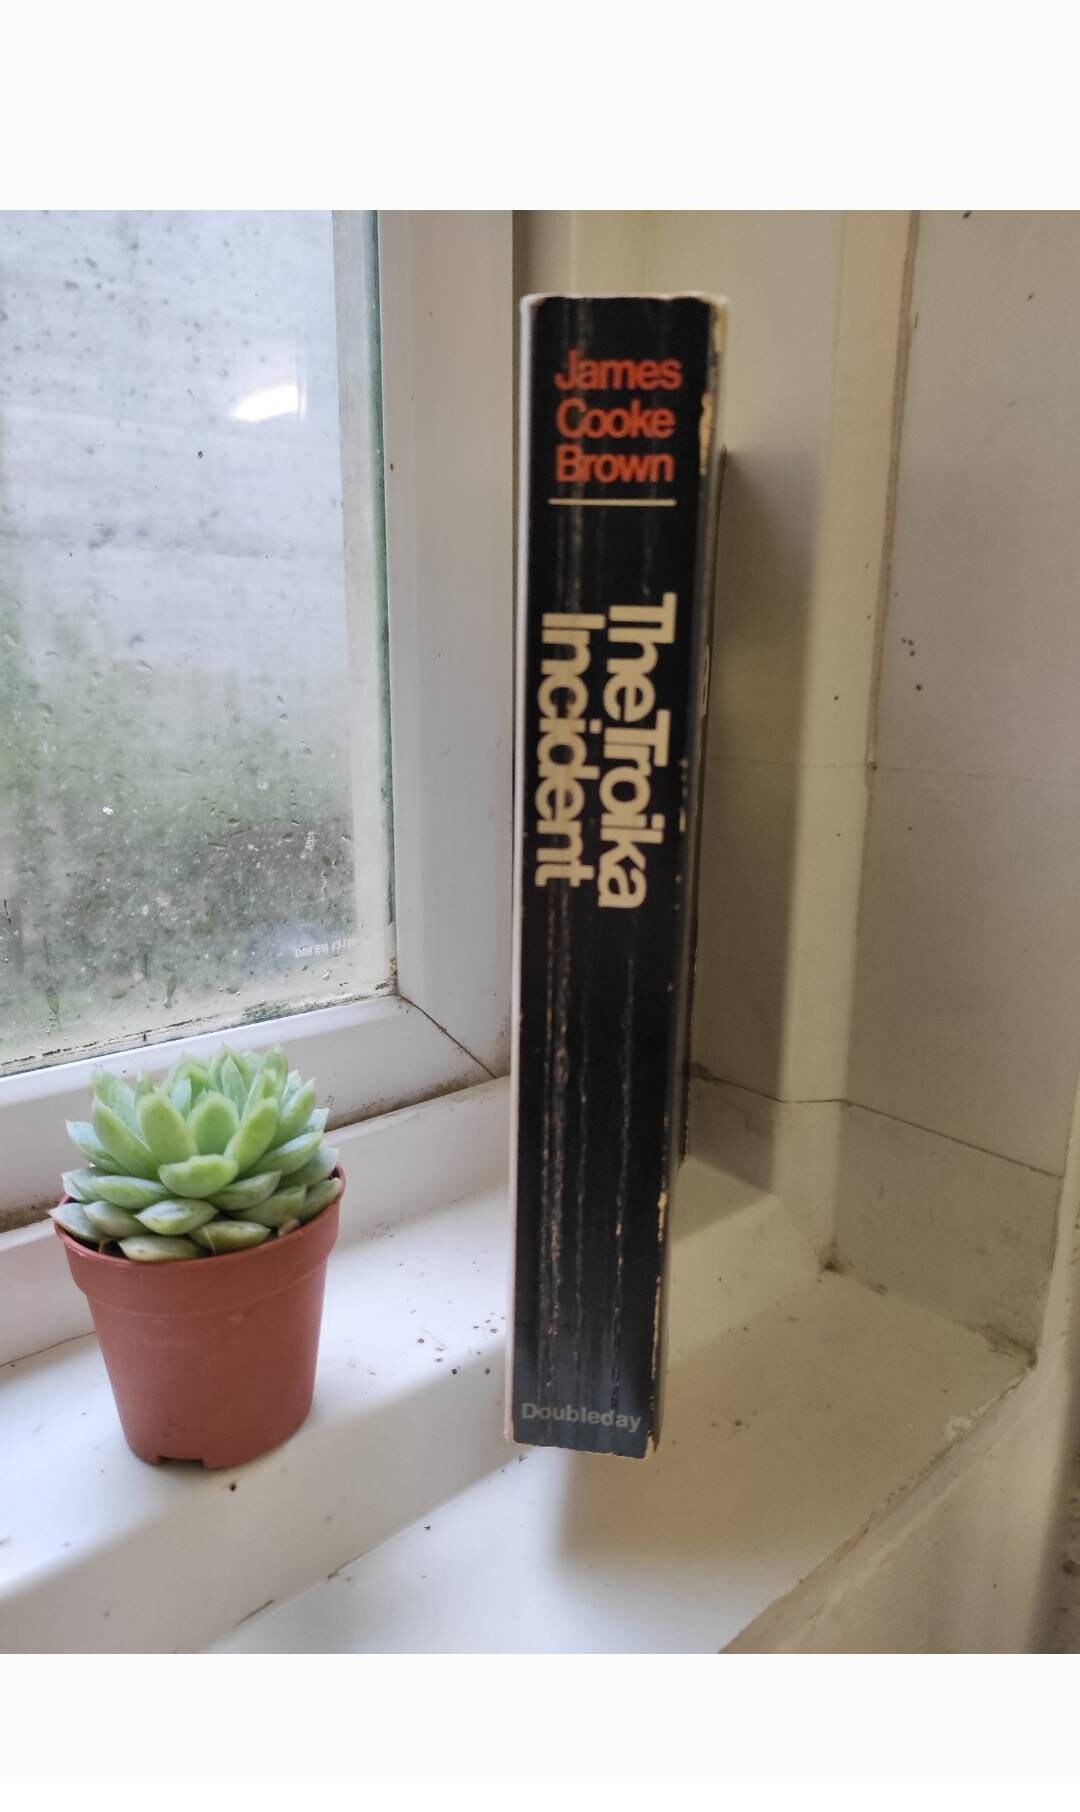 James
Cooke
Brown
The Troika
Incident
Doubleday